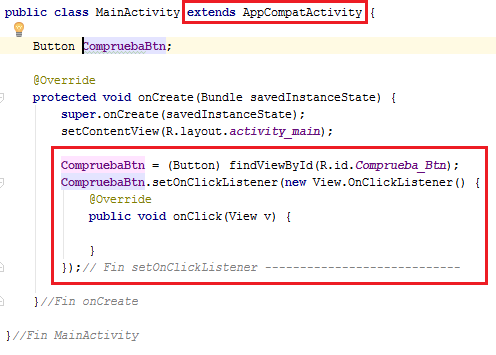 public class MainActivity extends AppCompatActivity {
Button CompruebaBtn;
@Override
protected void onCreate(Bundle savedInstanceState) {
super.onCreate(savedInstanceState);
setContentView(R.layout.activity_main);
CompruebaBtn = (Button) findViewById(R.id.Comprueba_Btn);
CompruebaBtn.setOnClickListener(new View.OnClickListener() {
@Override
public void onClick(View v) {
}
});// Fin setOnClickListener ----------------------------
}//Fin onCreate
}//Fin MainActivity